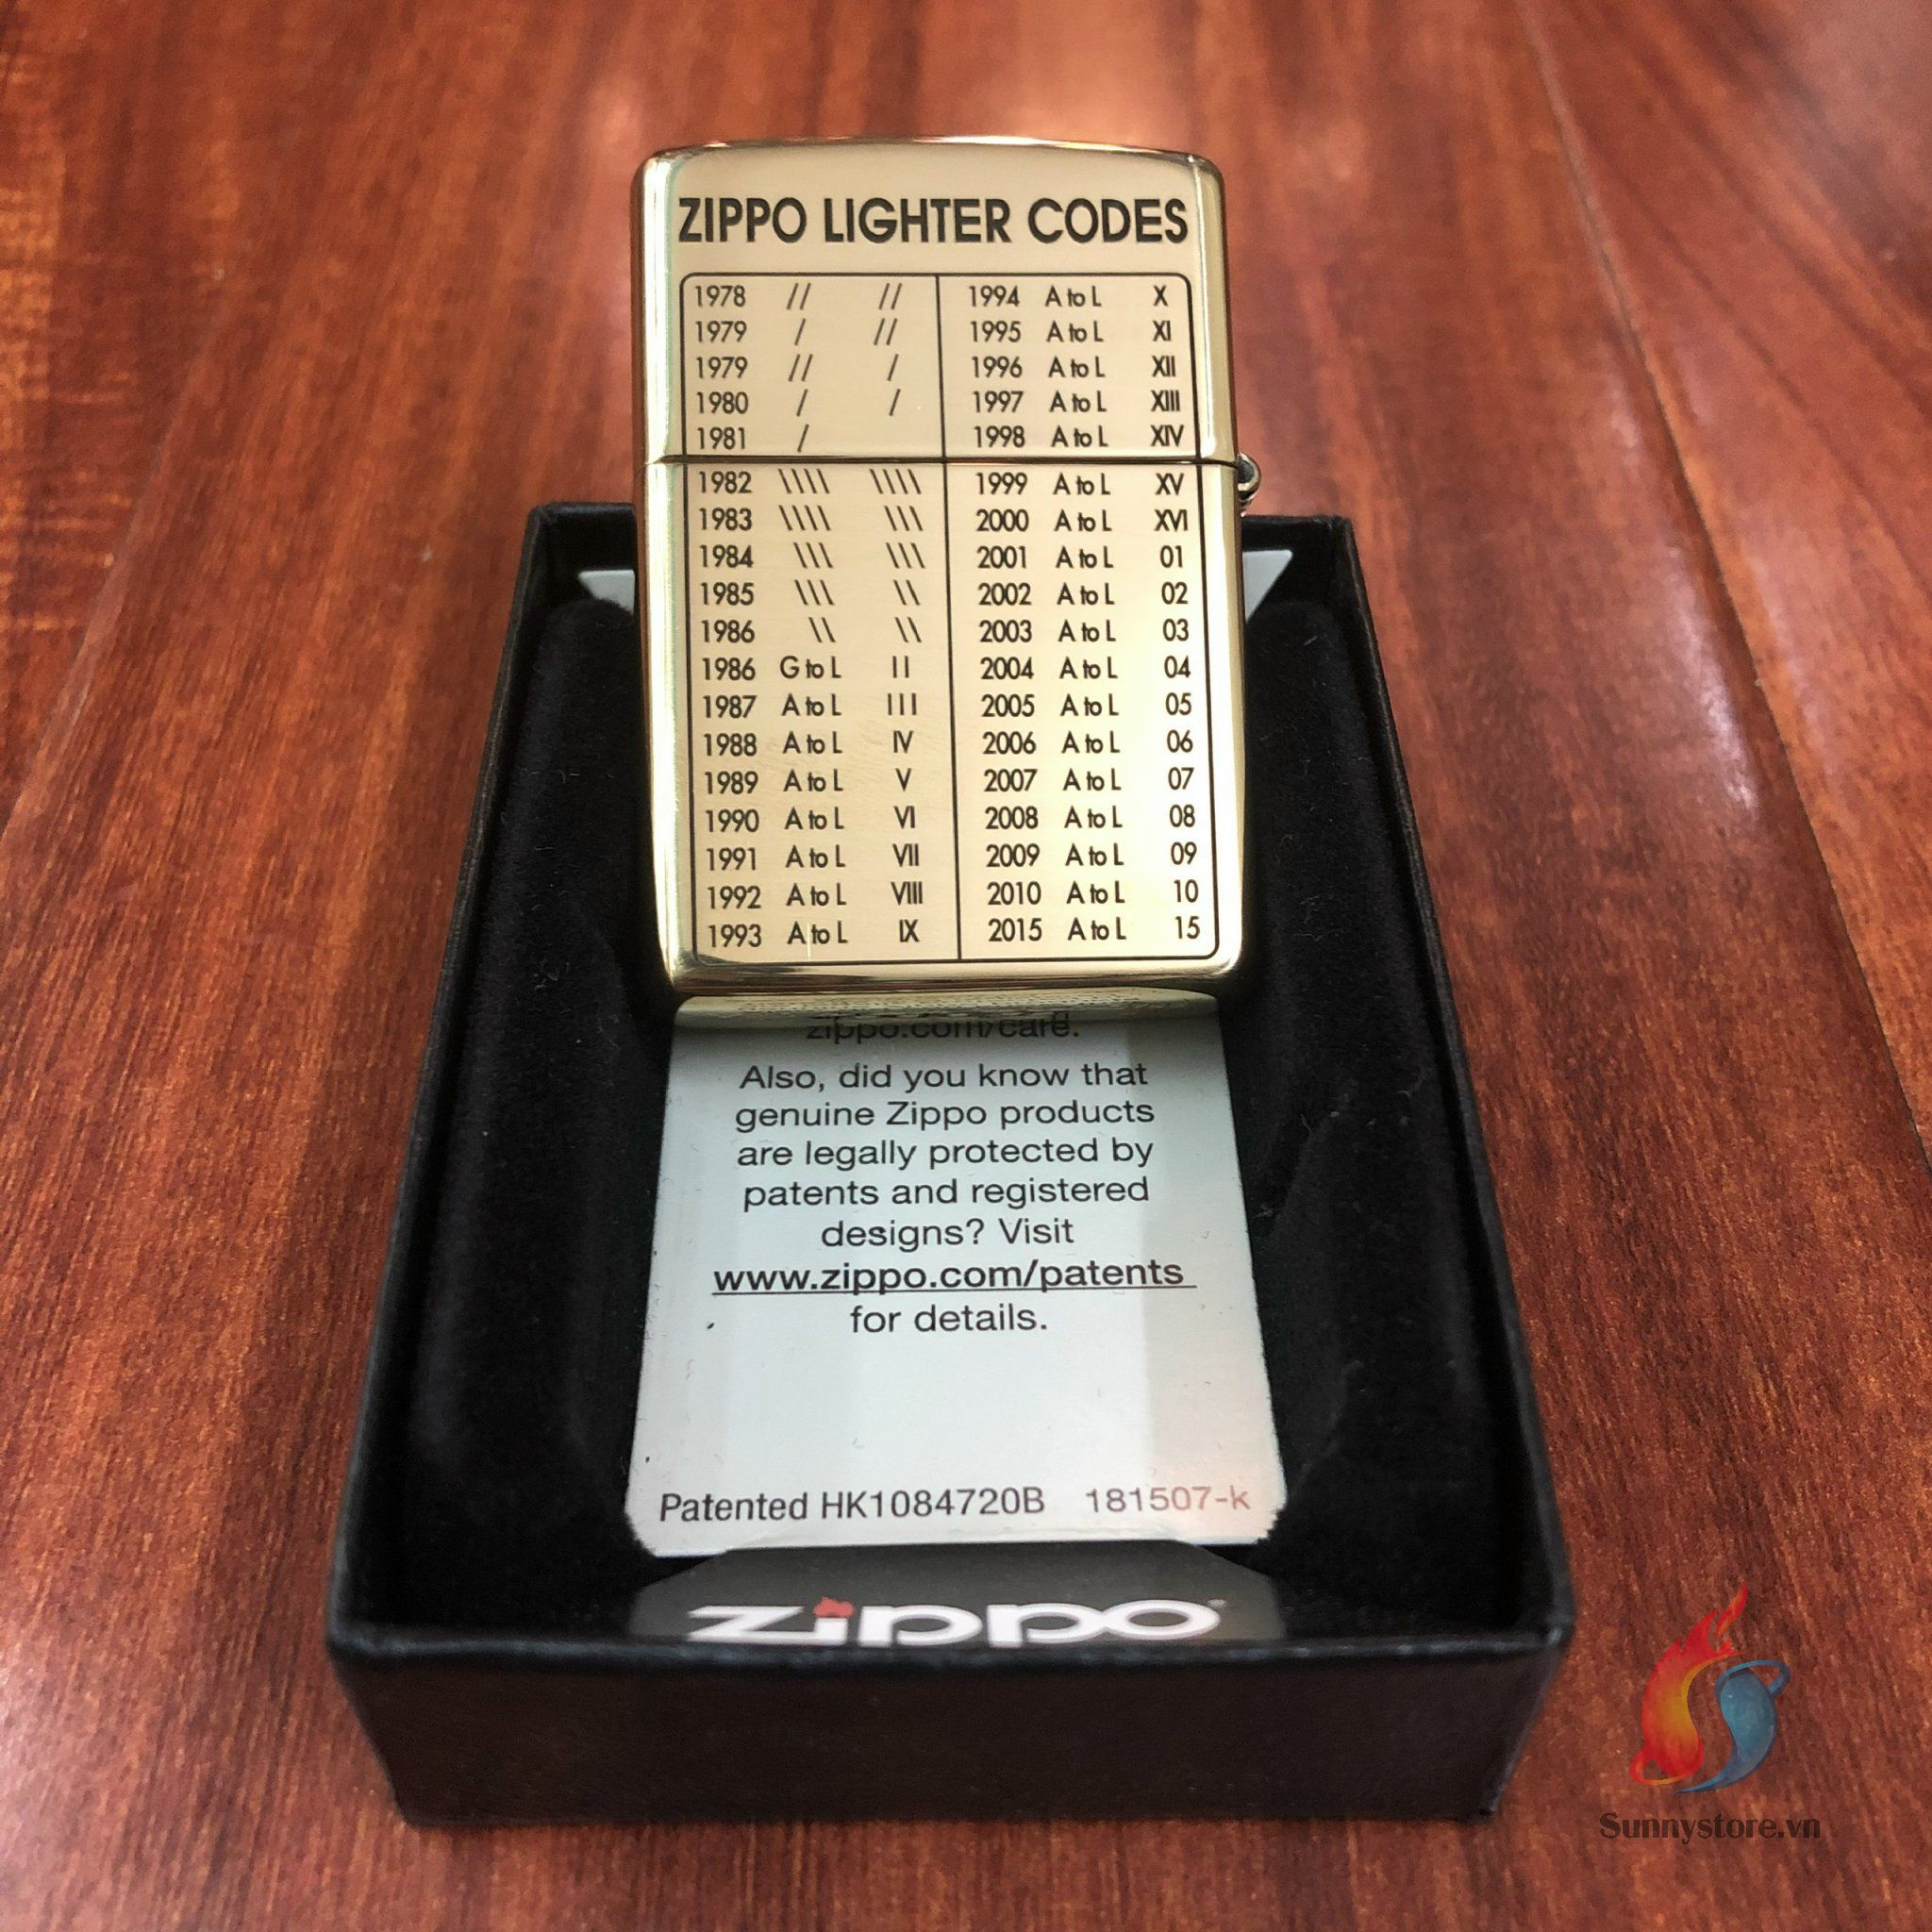 ZIPPO LIGHTER CODES
1978 // //
1979 / //
1979 // /
1980 / /
1981 /
1982 \\\\ \\\\
1983 \\\\ \\\
1984 \\\ \\\
1985 \\\ \\
1986 \\ \\
1986 G to L II
1987 A to L III
1988 A to L IV
1989 A to L V
1990 A to L VI
1991 A to L VII
1992 A to L VIII
1993 A to L IX
1994 A to L X
1995 A to L XI
1996 A to L XII
1997 A to L XIII
1998 A to L XIV
1999 A to L XV
2000 A to L XVI
2001 A to L 01
2002 A to L 02
2003 A to L 03
2004 A to L 04
2005 A to L 05
2006 A to L 06
2007 A to L 07
2008 A to L 08
2009 A to L 09
2010 A to L 10
2015 A to L 15
zippo.com/care.
Also, did you know that
genuine Zippo products
are legally protected by
patents and registered
designs? Visit
www.zippo.com/patents
for details.
Patented HK1084720B 181507-k
zippo
Sunnystore.vn